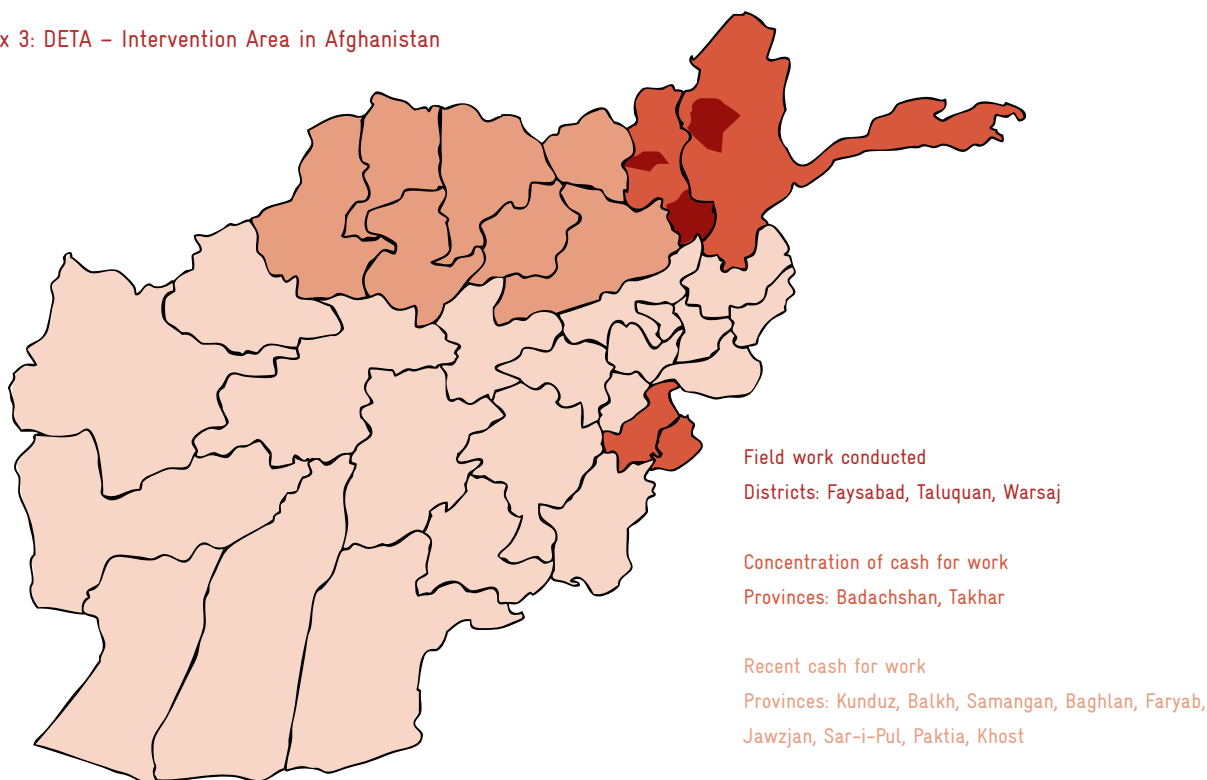 x 3: DETA – Intervention Area in Afghanistan
Field work conducted
Districts: Faysabad, Taluquan, Warsaj
Concentration of cash for work
Provinces: Badachshan, Takhar
Recent cash for work
Provinces: Kunduz, Balkh, Samangan, Baghlan, Faryab,
Jawzjan, Sar-i-Pul, Paktia, Khost